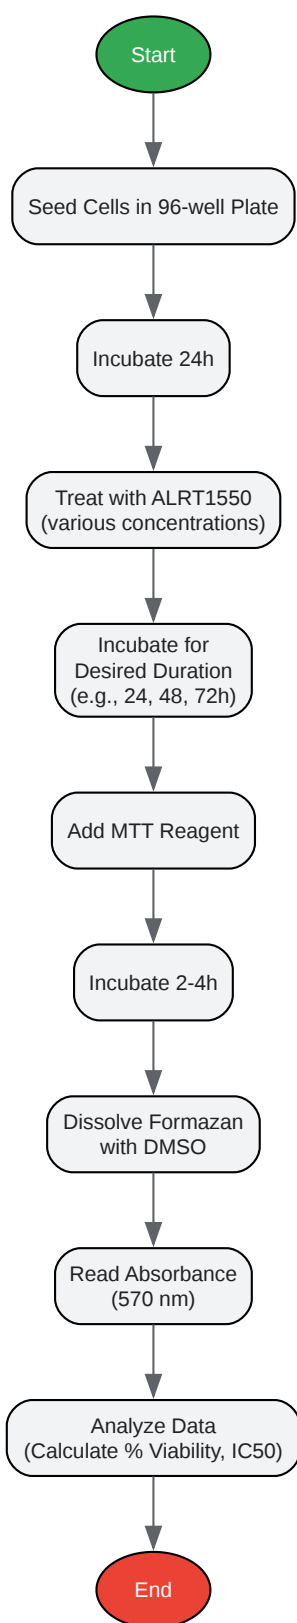 Start
Seed Cells in 96-well Plate
Incubate 24h
Treat with ALRT1550
(various concentrations)
Incubate for
Desired Duration
(e.g., 24, 48, 72h)
Add MTT Reagent
Incubate 2-4h
Dissolve Formazan
with DMSO
Read Absorbance
(570 nm)
Analyze Data
(Calculate % Viability, IC50)
End